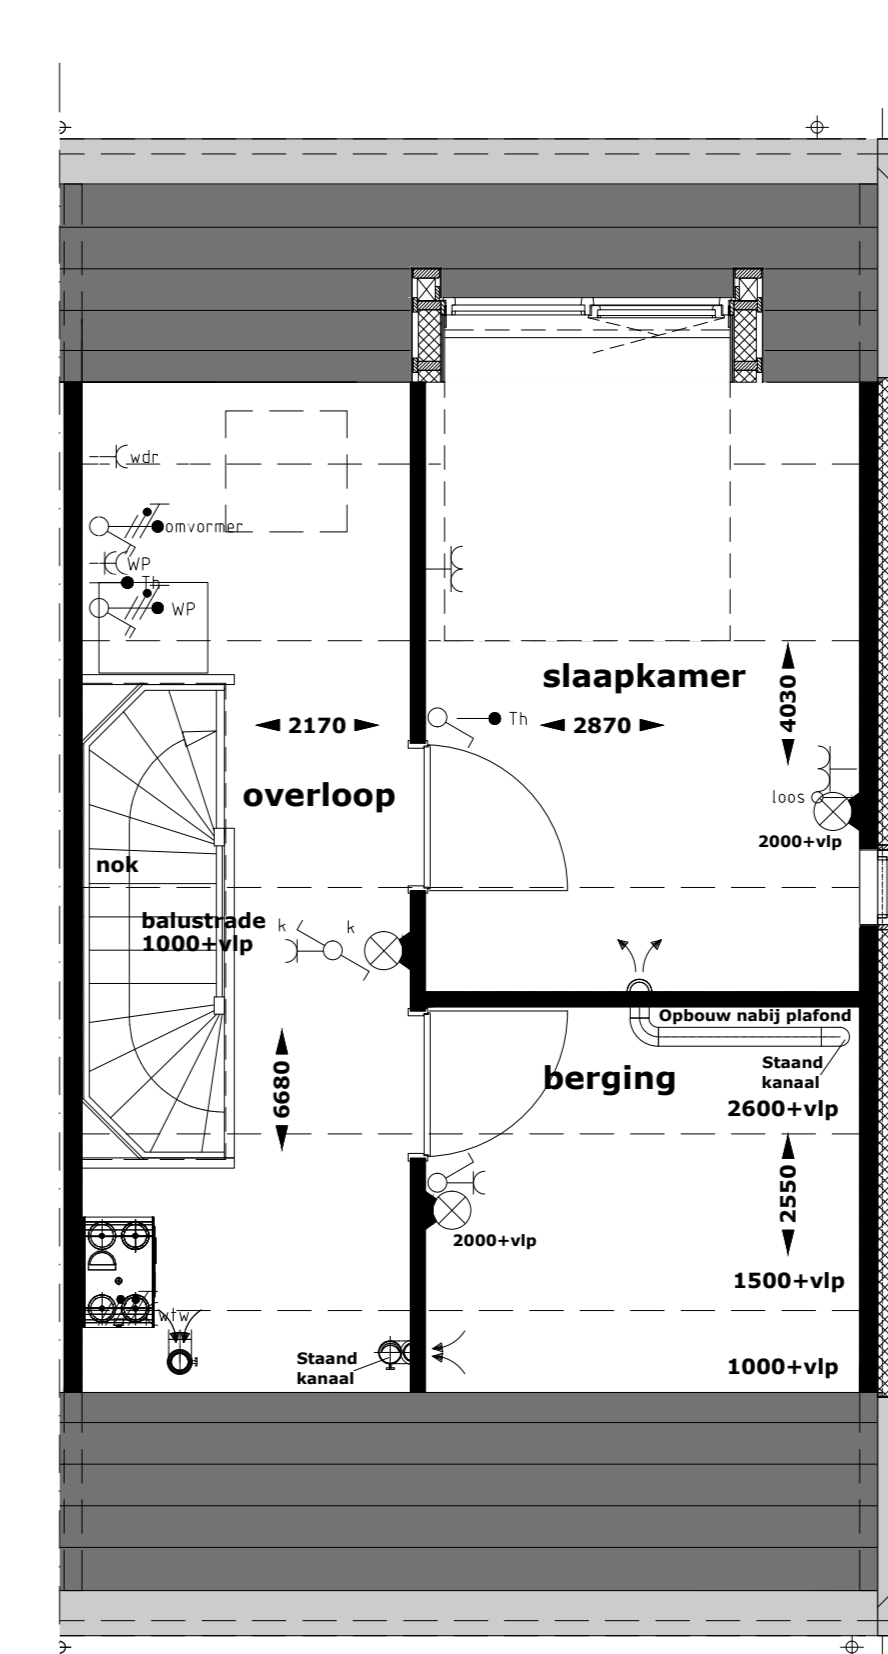 wdr
omvormer
WP
Th
WP
slaapkamer
4030
2170
Th
2870
overloop
loos
2000+vlp
nok
balustrade
1000+vlp
k
k
Opbouw nabij plafond
Staand
kanaal
berging
2600+vlp
6680
2550
2000+vlp
1500+vlp
wtw
Staand
kanaal
1000+vlp